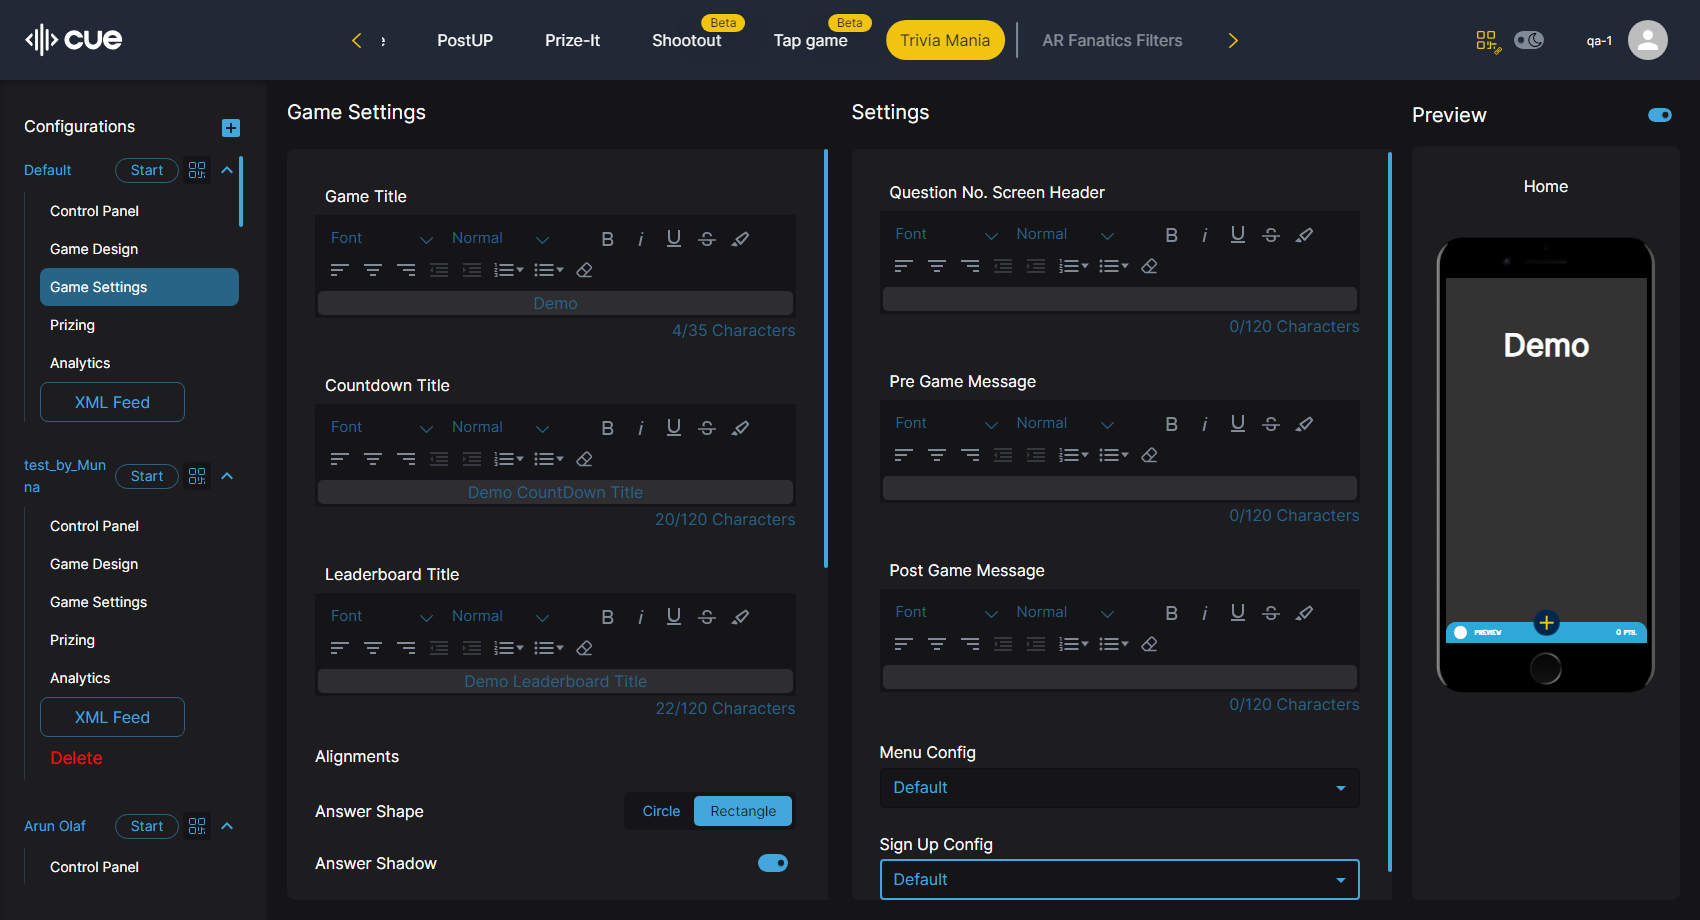 cue
PostUP
Prize-It
Beta
Shootout
Beta
Tap game
Trivia Mania
AR Fanatics Filters
qa-1
Configurations
Default
Start
Control Panel
Game Design
Game Settings
Prizing
Analytics
XML Feed
test_by_Mun
na
Start
Control Panel
Game Design
Game Settings
Prizing
Analytics
XML Feed
Delete
Arun Olaf
Start
Control Panel
Game Settings
Game Title
Font
Normal
Demo
4/35 Characters
Countdown Title
Font
Normal
Demo CountDown Title
20/120 Characters
Leaderboard Title
Font
Normal
Demo Leaderboard Title
22/120 Characters
Alignments
Answer Shape
Circle
Rectangle
Answer Shadow
Settings
Question No. Screen Header
Font
Normal
0/120 Characters
Pre Game Message
Font
Normal
0/120 Characters
Post Game Message
Font
Normal
0/120 Characters
Menu Config
Default
Sign Up Config
Default
Preview
Home
Demo
PREVIEW
0 PTS.